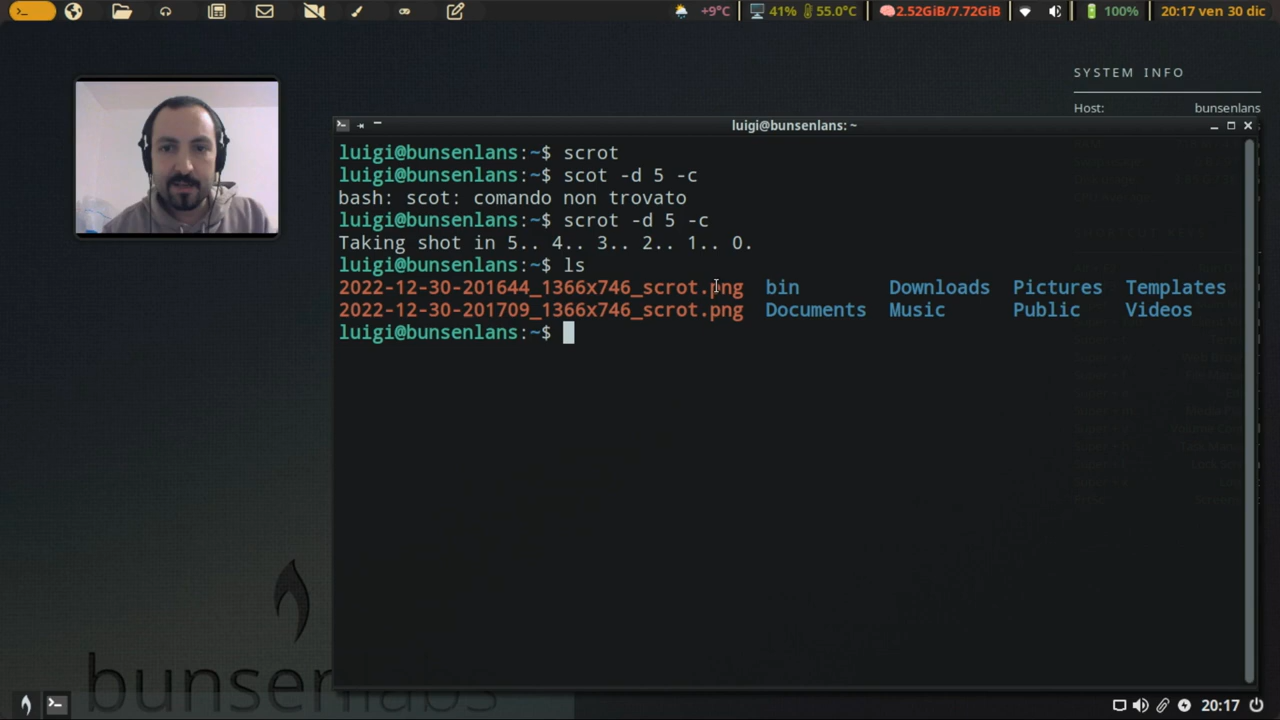 +9°C 41% 55.0°C 2.52GiB/7.72GiB 100% 20:17 ven 30 dic
SYSTEM INFO
Host: bunsenlans
luigi@bunsenlans: ~
luigi@bunsenlans:~$ scrot
luigi@bunsenlans:~$ scot -d 5 -c
bash: scot: comando non trovato
luigi@bunsenlans:~$ scrot -d 5 -c
Taking shot in 5.. 4.. 3.. 2.. 1.. 0.
luigi@bunsenlans:~$ ls
2022-12-30-201644_1366x746_scrot.png bin Downloads Pictures Templates
2022-12-30-201709_1366x746_scrot.png Documents Music Public Videos
luigi@bunsenlans:~$
bunsenlabs
20:17